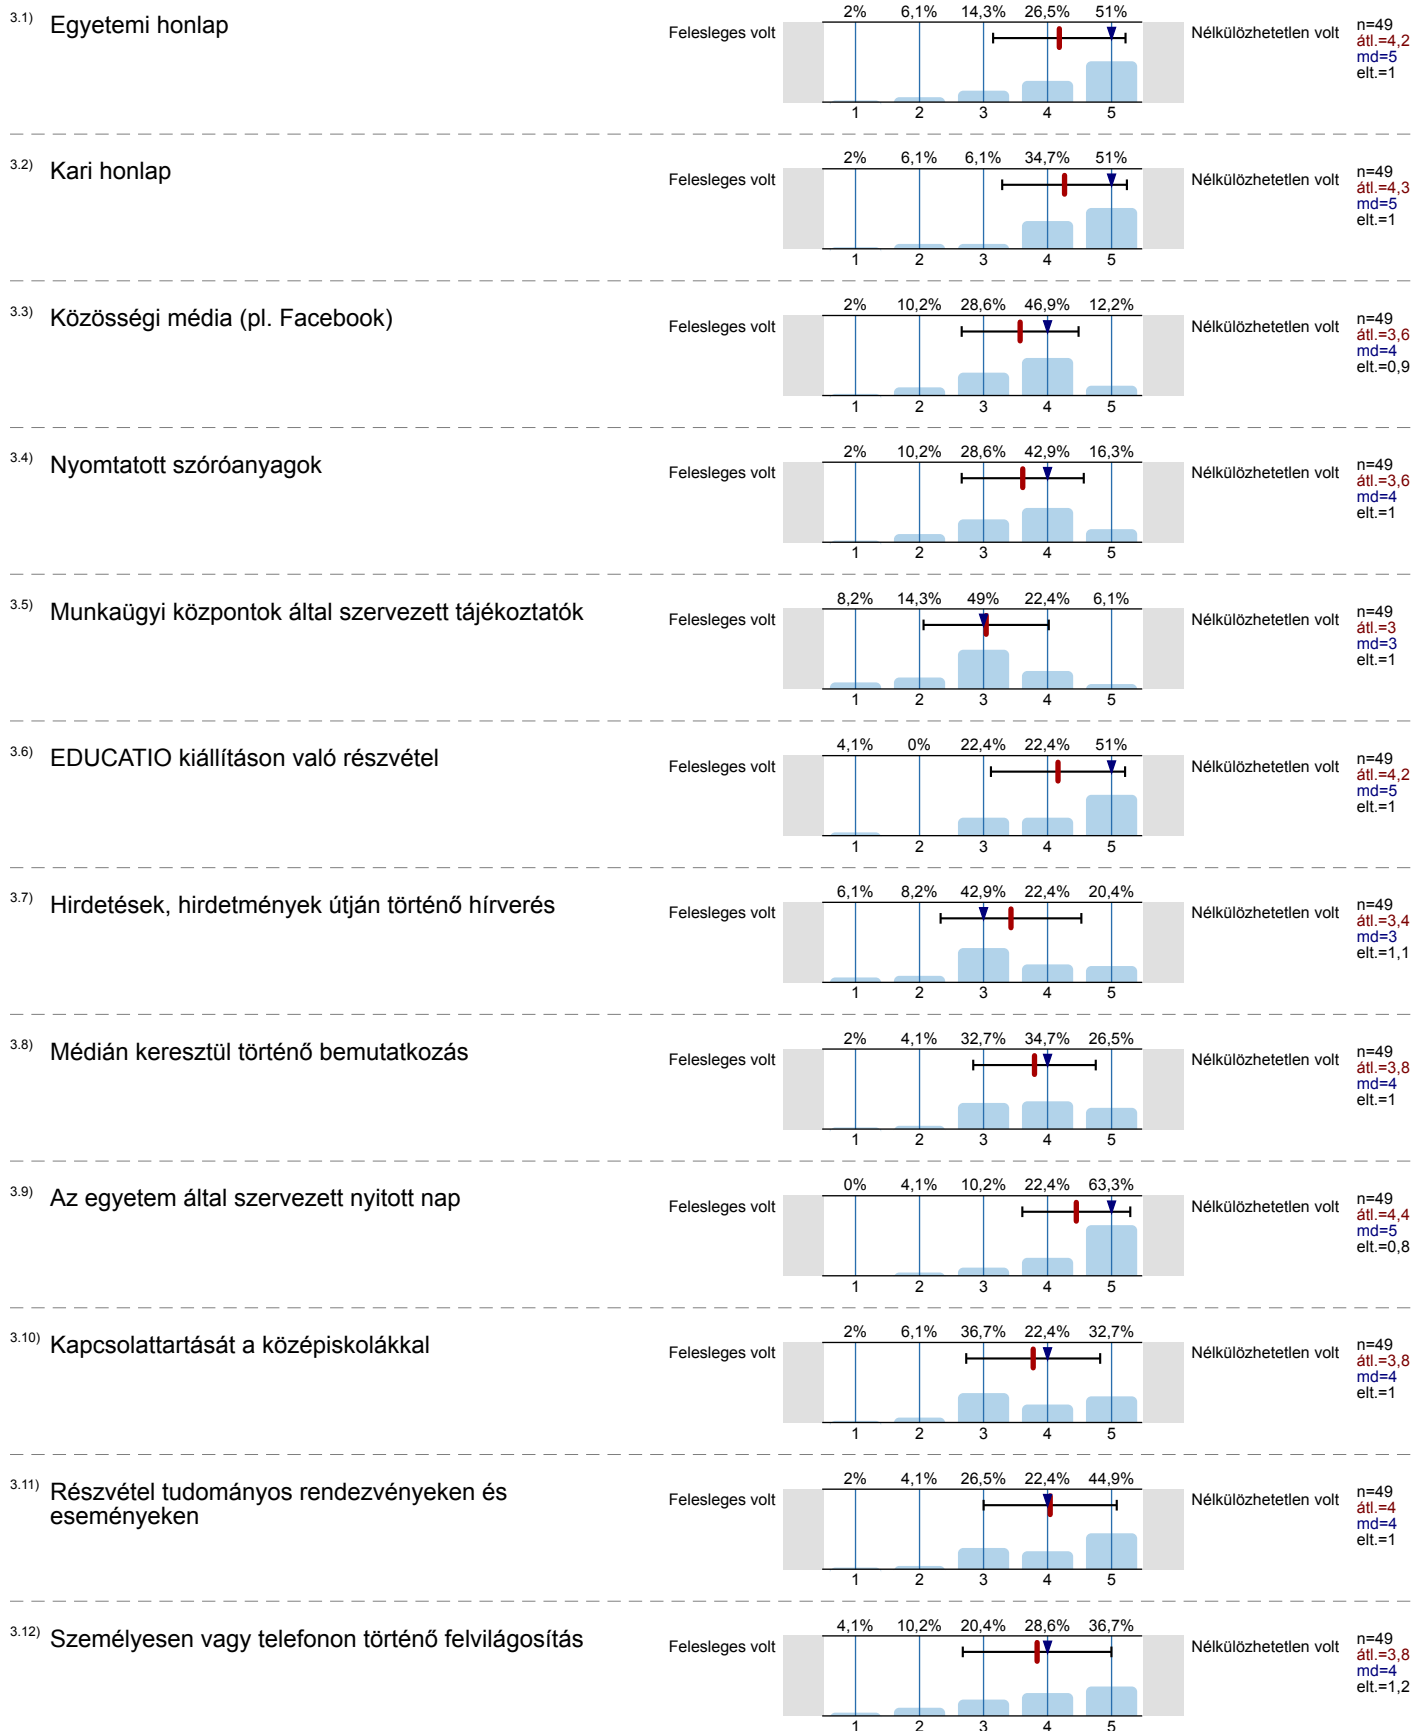 2% 6,1% 14,3% 26,5% 51%
3.1) Egyetemi honlap
Felesleges volt
Nélkülözhetetlen volt
n=49
átl.=4,2
md=5
elt.=1
1 2 3 4 5
2% 6,1% 6,1% 34,7% 51%
3.2) Kari honlap
Felesleges volt
Nélkülözhetetlen volt
n=49
átl.=4,3
md=5
elt.=1
1 2 3 4 5
2% 10,2% 28,6% 46,9% 12,2%
3.3) Közösségi média (pl. Facebook)
Felesleges volt
Nélkülözhetetlen volt
n=49
átl.=3,6
md=4
elt.=0,9
1 2 3 4 5
2% 10,2% 28,6% 42,9% 16,3%
3.4) Nyomtatott szóróanyagok
Felesleges volt
Nélkülözhetetlen volt
n=49
átl.=3,6
md=4
elt.=1
1 2 3 4 5
8,2% 14,3% 49% 22,4% 6,1%
3.5) Munkaügyi központok által szervezett tájékoztatók
Felesleges volt
Nélkülözhetetlen volt
n=49
átl.=3
md=3
elt.=1
1 2 3 4 5
4,1% 0% 22,4% 22,4% 51%
3.6) EDUCATIO kiállításon való részvétel
Felesleges volt
Nélkülözhetetlen volt
n=49
átl.=4,2
md=5
elt.=1
1 2 3 4 5
6,1% 8,2% 42,9% 22,4% 20,4%
3.7) Hirdetések, hirdetmények útján történő hírverés
Felesleges volt
Nélkülözhetetlen volt
n=49
átl.=3,4
md=3
elt.=1,1
1 2 3 4 5
2% 4,1% 32,7% 34,7% 26,5%
3.8) Médián keresztül történő bemutatkozás
Felesleges volt
Nélkülözhetetlen volt
n=49
átl.=3,8
md=4
elt.=1
1 2 3 4 5
0% 4,1% 10,2% 22,4% 63,3%
3.9) Az egyetem által szervezett nyitott nap
Felesleges volt
Nélkülözhetetlen volt
n=49
átl.=4,4
md=5
elt.=0,8
1 2 3 4 5
2% 6,1% 36,7% 22,4% 32,7%
3.10) Kapcsolattartását a középiskolákkal
Felesleges volt
Nélkülözhetetlen volt
n=49
átl.=3,8
md=4
elt.=1
1 2 3 4 5
2% 4,1% 26,5% 22,4% 44,9%
3.11) Részvétel tudományos rendezvényeken és
eseményeken
Felesleges volt
Nélkülözhetetlen volt
n=49
átl.=4
md=4
elt.=1
1 2 3 4 5
4,1% 10,2% 20,4% 28,6% 36,7%
3.12) Személyesen vagy telefonon történő felvilágosítás
Felesleges volt
Nélkülözhetetlen volt
n=49
átl.=3,8
md=4
elt.=1,2
1 2 3 4 5